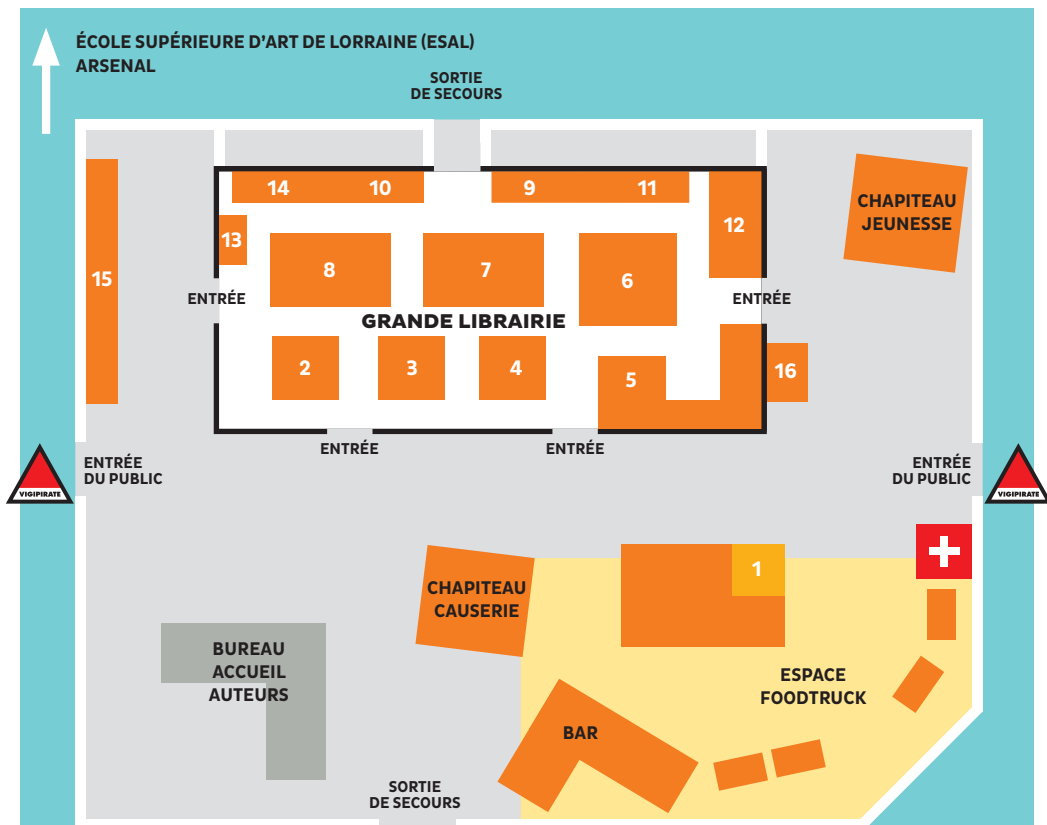 ÉCOLE SUPÉRIEURE D'ART DE LORRAINE (ESAL)
ARSENAL
SORTIE
DE SECOURS
14
10
9
11
12
13
8
7
6
15
CHAPITEAU
JEUNESSE
ENTRÉE
ENTRÉE
GRANDE LIBRAIRIE
2
3
4
5
16
ENTRÉE
ENTRÉE
ENTRÉE
DU PUBLIC
ENTRÉE
DU PUBLIC
VIGIPIRATE
VIGIPIRATE
1
CHAPITEAU
CAUSERIE
BUREAU
ACCUEIL
AUTEURS
ESPACE
FOODTRUCK
BAR
SORTIE
DE SECOURS